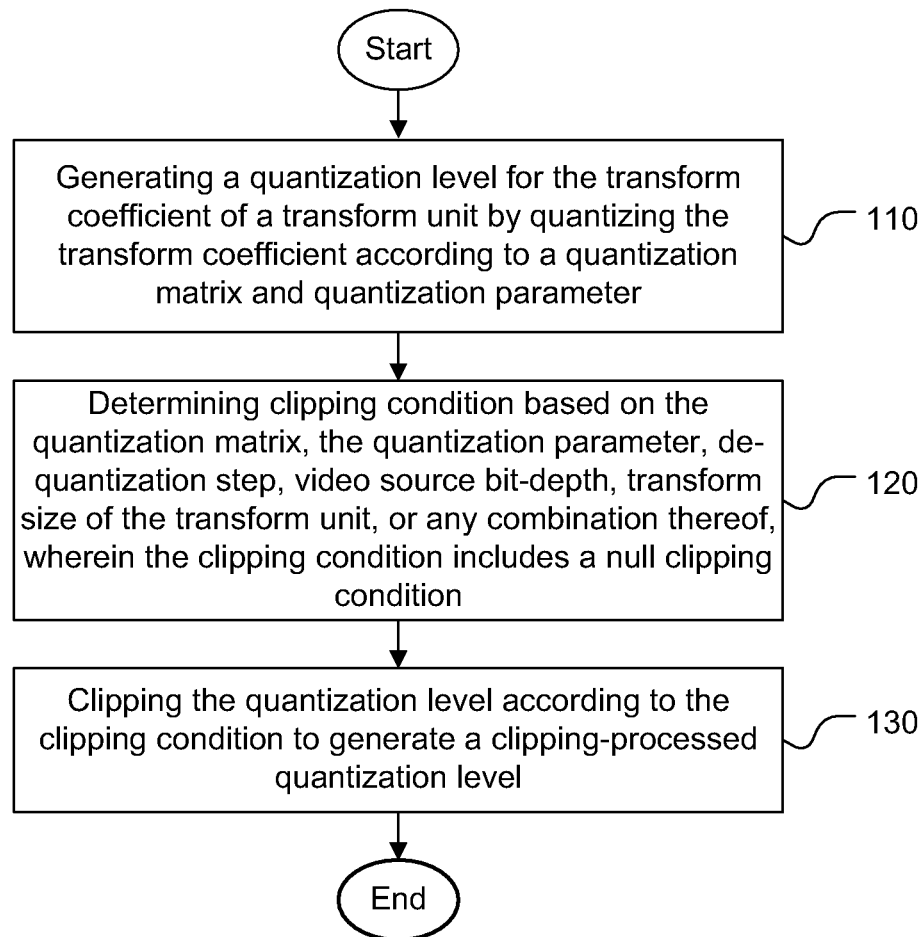 Start
Generating a quantization level for the transform
coefficient of a transform unit by quantizing the
transform coefficient according to a quantization
matrix and quantization parameter
110
Determining clipping condition based on the
quantization matrix, the quantization parameter, de-
quantization step, video source bit-depth, transform
size of the transform unit, or any combination thereof,
wherein the clipping condition includes a null clipping
condition
120
Clipping the quantization level according to the
clipping condition to generate a clipping-processed
quantization level
130
End